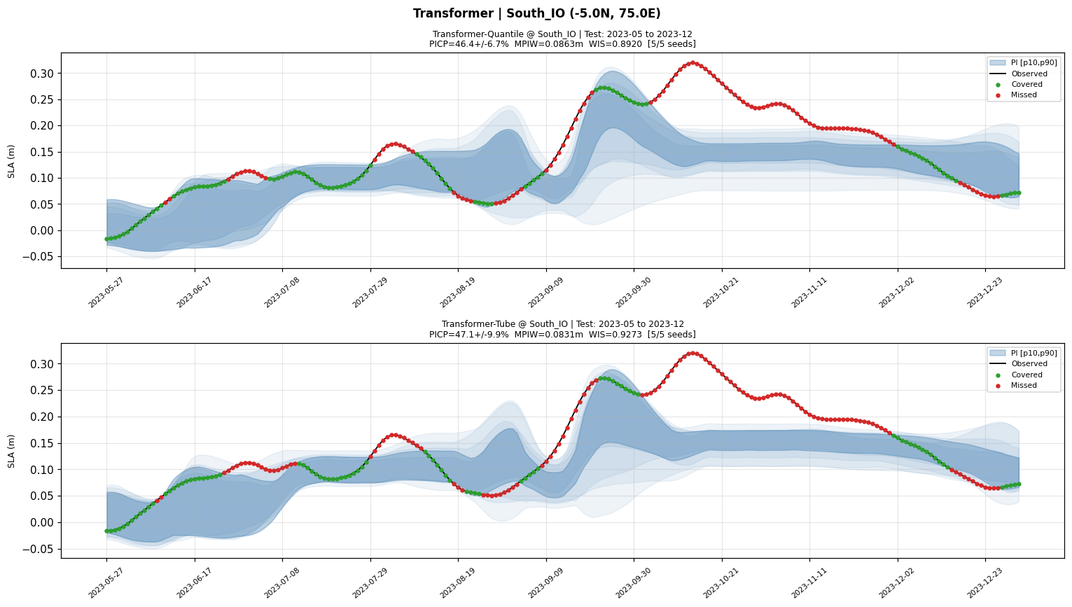 Transformer | South_IO (-5.0N, 75.0E)
Transformer-Quantile @ South_IO | Test: 2023-05 to 2023-12
PICP=46.4+/-6.7%  MPIW=0.0863m  WIS=0.8920  [5/5 seeds]
PI [p10,p90]
Observed
Covered
Missed
SLA (m)
0.30
0.25
0.20
0.15
0.10
0.05
0.00
−0.05
2023-05-27
2023-06-17
2023-07-08
2023-07-29
2023-08-19
2023-09-09
2023-09-30
2023-10-21
2023-11-11
2023-12-02
2023-12-23
Transformer-Tube @ South_IO | Test: 2023-05 to 2023-12
PICP=47.1+/-9.9%  MPIW=0.0831m  WIS=0.9273  [5/5 seeds]
PI [p10,p90]
Observed
Covered
Missed
SLA (m)
0.30
0.25
0.20
0.15
0.10
0.05
0.00
−0.05
2023-05-27
2023-06-17
2023-07-08
2023-07-29
2023-08-19
2023-09-09
2023-09-30
2023-10-21
2023-11-11
2023-12-02
2023-12-23